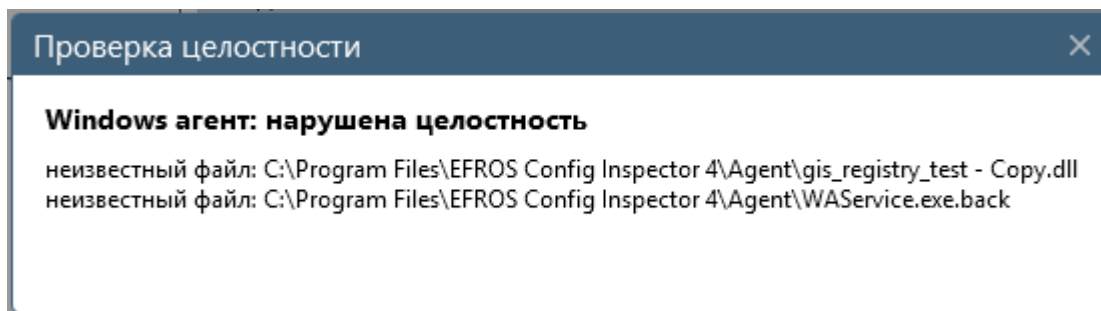 Проверка целостности
Windows агент: нарушена целостность
неизвестный файл: C:\Program Files\EFROS Config Inspector 4\Agent\gis_registry_test - Copy.dll
неизвестный файл: C:\Program Files\EFROS Config Inspector 4\Agent\WAService.exe.back